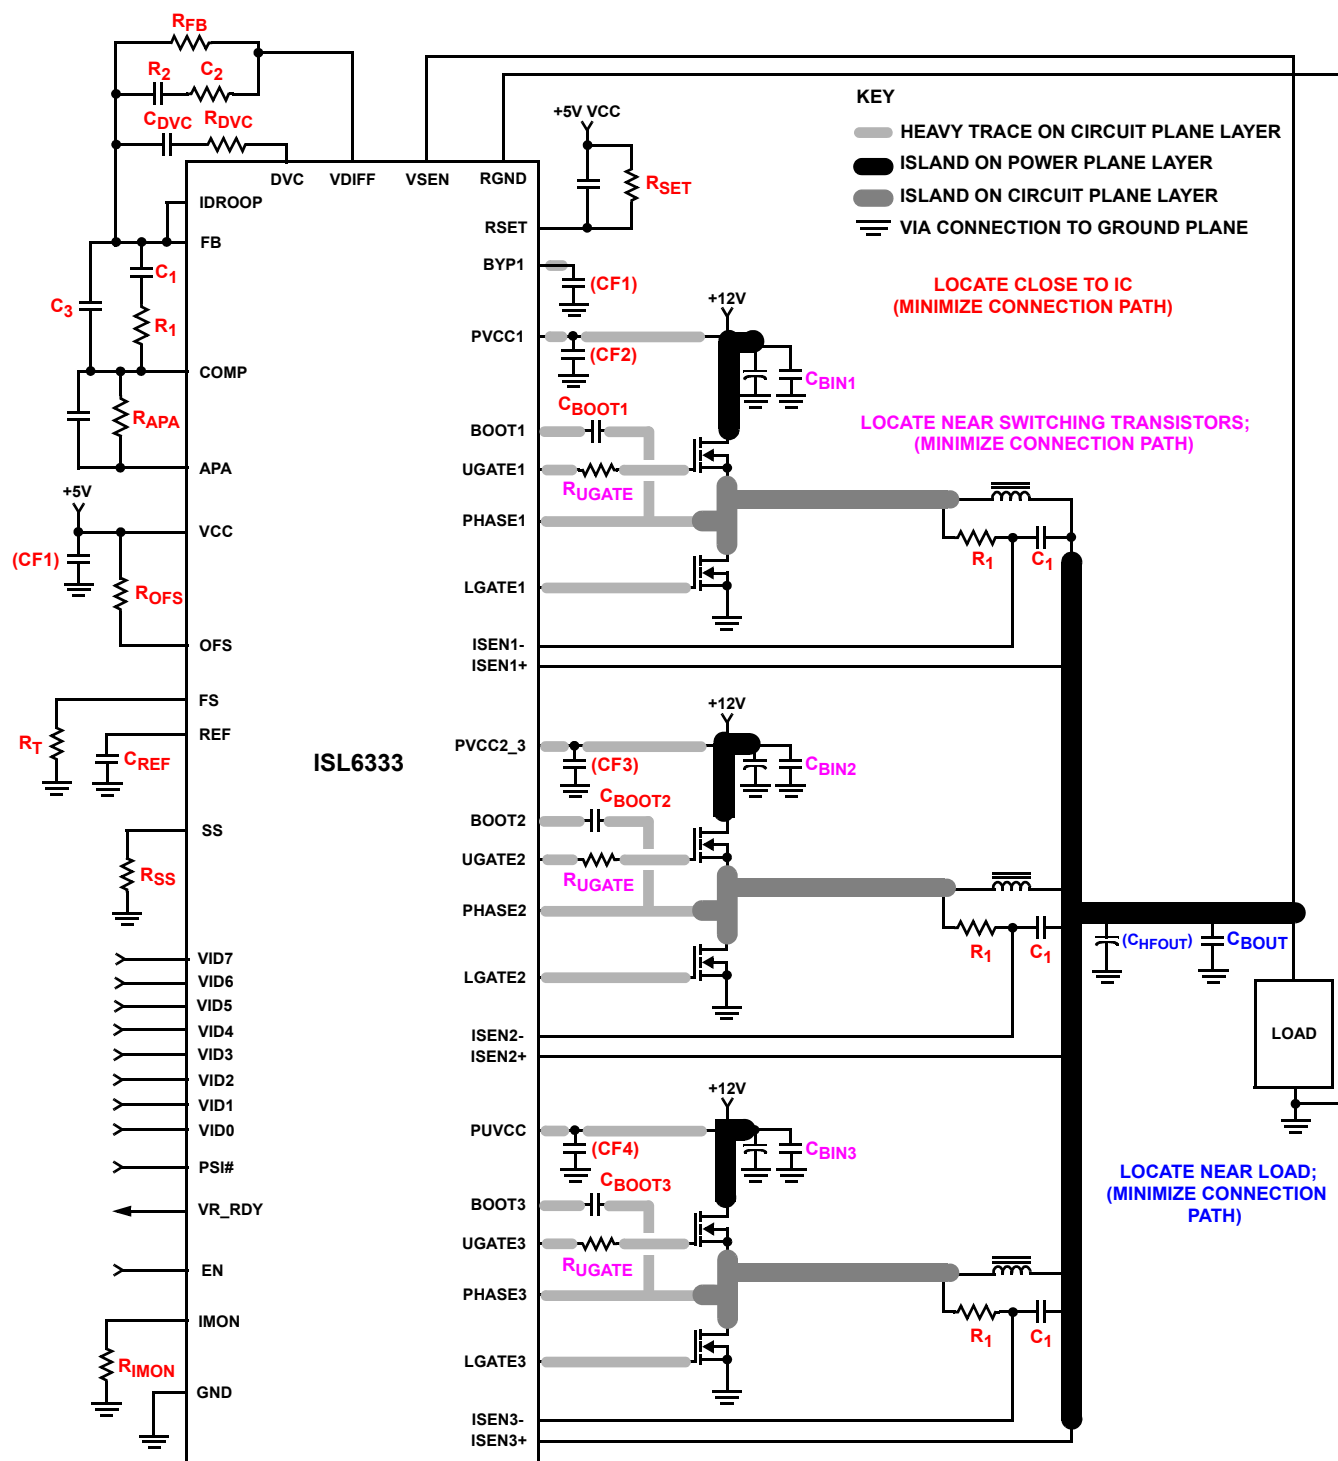 RFB
R2 C2
CDVC RDVC
DVC VDIFF VSEN RGND
+5V VCC
RSET
KEY
HEAVY TRACE ON CIRCUIT PLANE LAYER
ISLAND ON POWER PLANE LAYER
ISLAND ON CIRCUIT PLANE LAYER
VIA CONNECTION TO GROUND PLANE
LOCATE CLOSE TO IC
(MINIMIZE CONNECTION PATH)
LOCATE NEAR SWITCHING TRANSISTORS;
(MINIMIZE CONNECTION PATH)
IDROOP
FB
C1
C3
R1
COMP
RAPA
APA
+5V
VCC
(CF1)
ROFS
OFS
FS
RT
REF
CREF
SS
RSS
VID7
VID6
VID5
VID4
VID3
VID2
VID1
VID0
PSI#
VR_RDY
EN
IMON
RIMON
GND
ISL6333
RSET
BYP1
(CF1)
+12V
PVCC1
(CF2)
CBIN1
CBOOT1
BOOT1
UGATE1
RUGATE
PHASE1
R1 C1
LGATE1
ISEN1-
ISEN1+
+12V
PVCC2_3
(CF3)
CBIN2
CBOOT2
BOOT2
UGATE2
RUGATE
PHASE2
R1 C1
LGATE2
ISEN2-
ISEN2+
(CHFOUT) CBOUT
LOAD
+12V
PUVCC
(CF4)
CBIN3
CBOOT3
BOOT3
UGATE3
RUGATE
PHASE3
R1 C1
LGATE3
ISEN3-
ISEN3+
LOCATE NEAR LOAD;
(MINIMIZE CONNECTION
PATH)